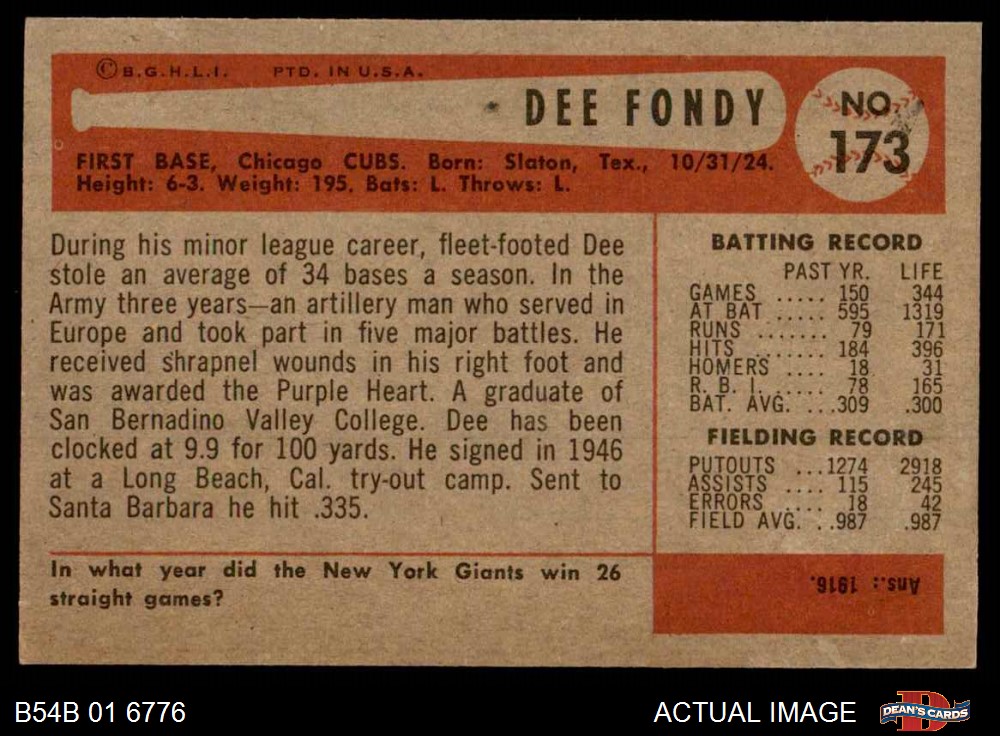 ©B.G.H.L.I. PTD. IN U.S.A.
DEE FONDY
NO
173
FIRST BASE, Chicago CUBS. Born: Slaton, Tex., 10/31/24.
Height: 6-3. Weight: 195. Bats: L. Throws: L.
During his minor league career, fleet-footed Dee
stole an average of 34 bases a season. In the
Army three years—an artillery man who served in
Europe and took part in five major battles. He
received shrapnel wounds in his right foot and
was awarded the Purple Heart. A graduate of
San Bernadino Valley College. Dee has been
clocked at 9.9 for 100 yards. He signed in 1946
at a Long Beach, Cal. try-out camp. Sent to
Santa Barbara he hit .335.
BATTING RECORD
PAST YR. LIFE
GAMES ..... 150 344
AT BAT ..... 595 1319
RUNS ....... 79 171
HITS ....... 184 396
HOMERS .... 18 31
R. B. I. .... 78 165
BAT. AVG. ...309 .300
FIELDING RECORD
PUTOUTS ...1274 2918
ASSISTS .... 115 245
ERRORS .... 18 42
FIELD AVG. ..987 .987
In what year did the New York Giants win 26
straight games?
Ans.: 1916.
B54B 01 6776
ACTUAL IMAGE
DEAN'S CARDS